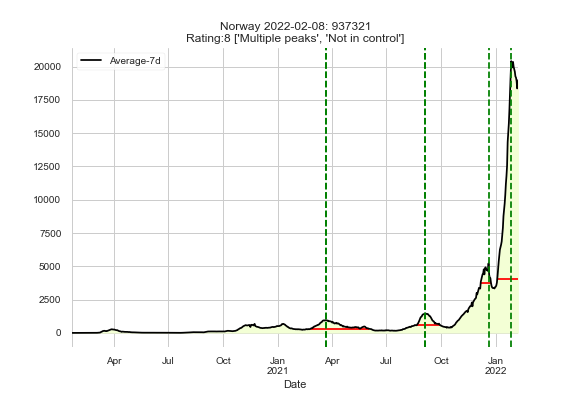 Norway 2022-02-08: 937321
Rating:8 ['Multiple peaks', 'Not in control']
Average-7d
20000
17500
15000
12500
10000
7500
5000
2500
0
Apr Jul Oct Jan Apr Jul Oct Jan
2021 2022
Date